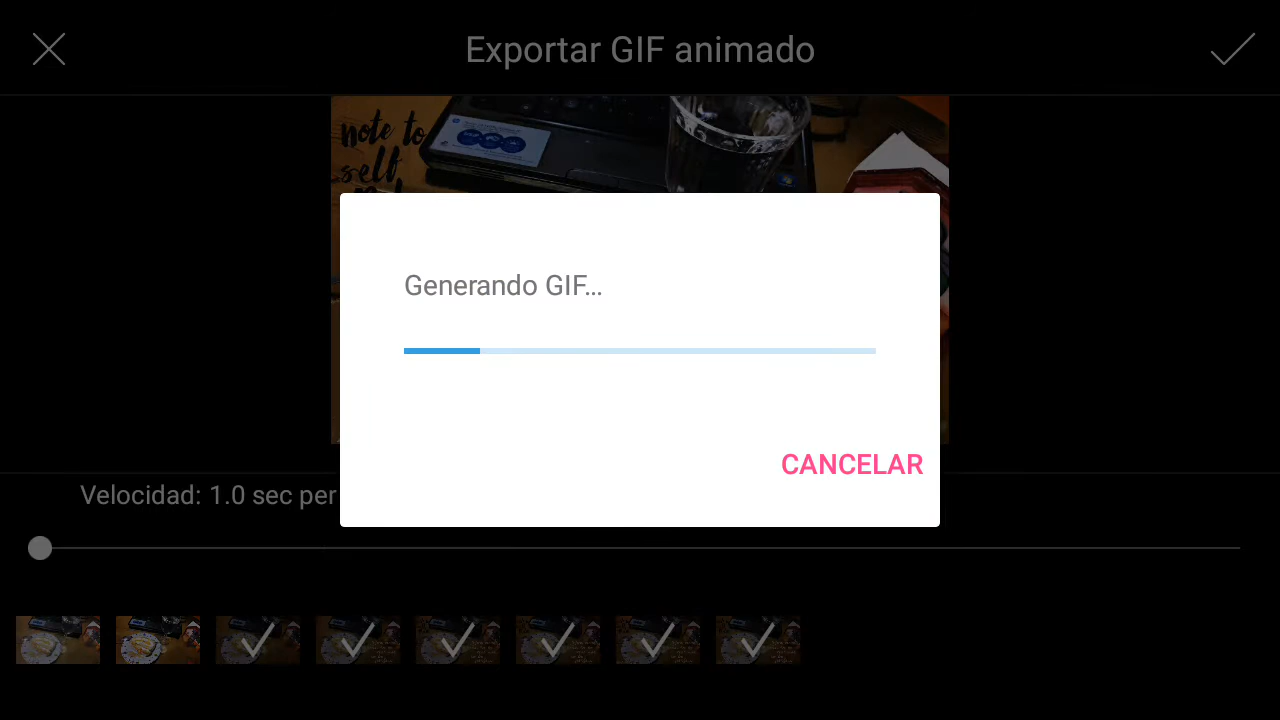 Exportar GIF animado
note to
self
Generando GIF...
CANCELAR
Velocidad: 1.0 sec per